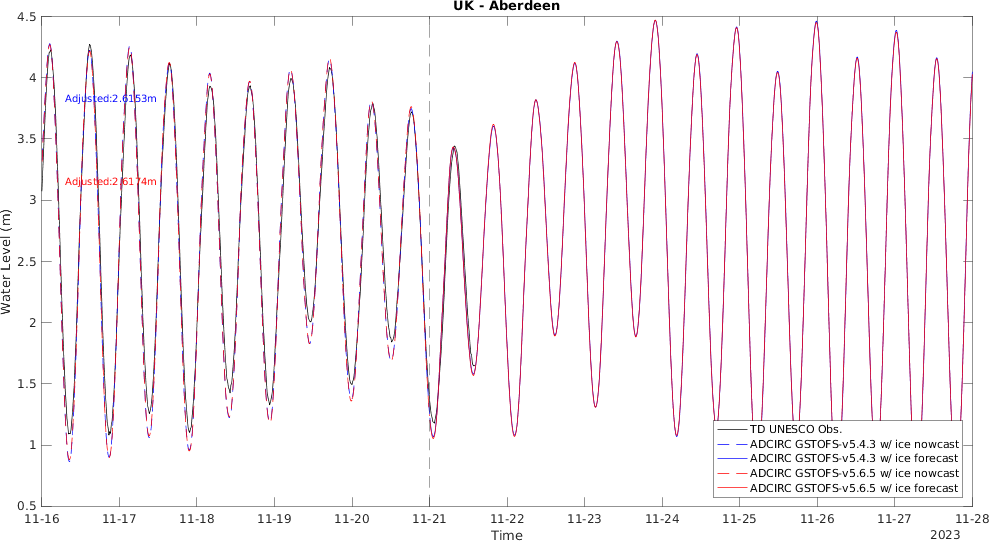 UK - Aberdeen
4.5
4
3.5
3
2.5
2
1.5
1
0.5
Water Level (m)
Adjusted:2.6153m
Adjusted:2.6174m
TD UNESCO Obs.
ADCIRC GSTOFS-v5.4.3 w/ ice nowcast
ADCIRC GSTOFS-v5.4.3 w/ ice forecast
ADCIRC GSTOFS-v5.6.5 w/ ice nowcast
ADCIRC GSTOFS-v5.6.5 w/ ice forecast
11-16 11-17 11-18 11-19 11-20 11-21 11-22 11-23 11-24 11-25 11-26 11-27 11-28
Time
2023